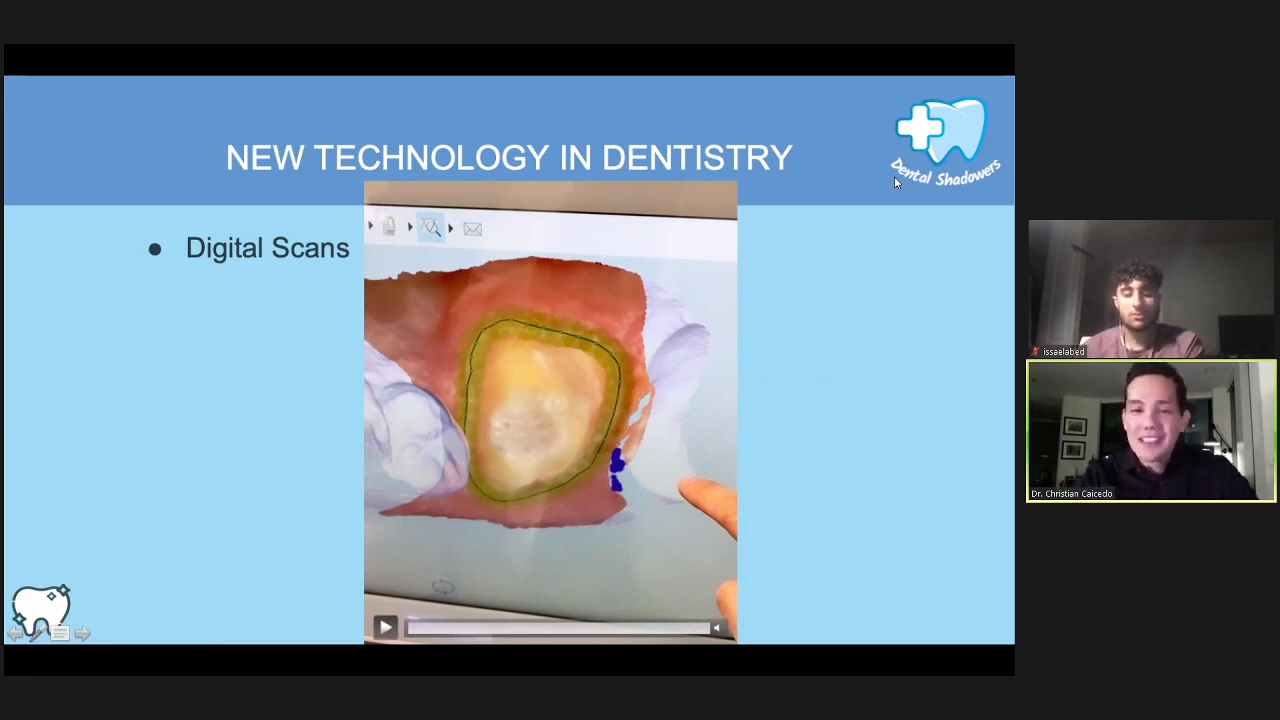 NEW TECHNOLOGY IN DENTISTRY
Dental Shadowers
Digital Scans
issaelabed
Dr. Christian Caicedo